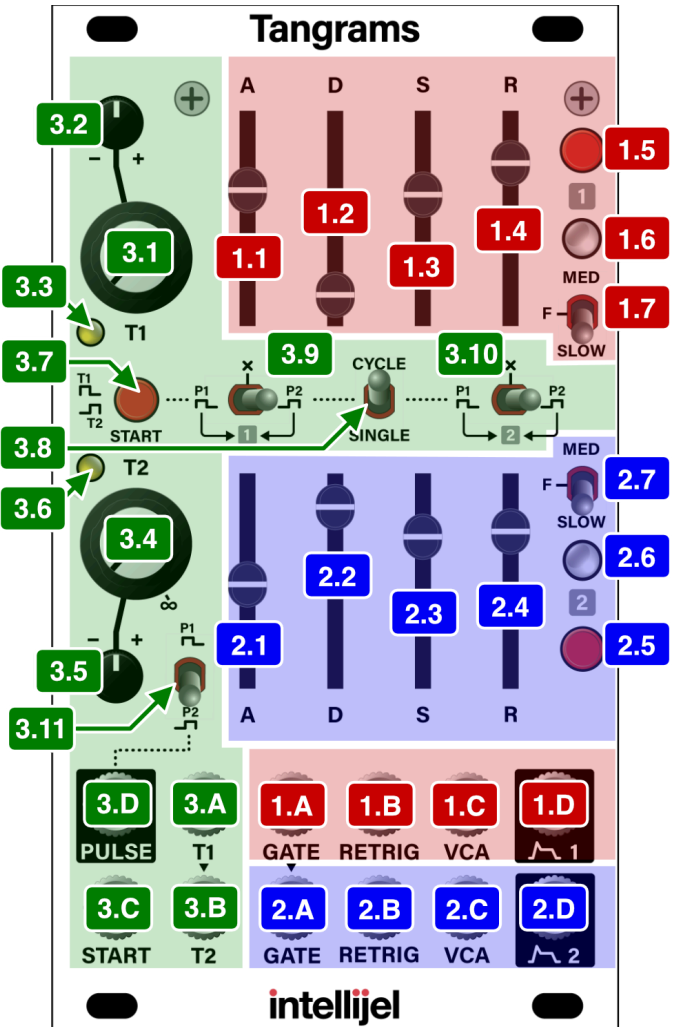 Tangrams
A D S R
3.2
- +
3.1
1.1
1.2
1.3
1.4
1.5
1
1.6
MED
F
1.7
SLOW
3.3
T1
3.7
T1
T2
START
P1
×
3.9
P2
1
CYCLE
3.8
SINGLE
3.10
P1
×
P2
2
3.6
T2
3.4
∞
- +
3.5
P1
3.11
P2
2.1
2.2
2.3
2.4
MED
F
2.7
SLOW
2.6
2
2.5
A D S R
3.D 3.A 1.A 1.B 1.C 1.D
PULSE T1 GATE RETRIG VCA 1
3.C 3.B 2.A 2.B 2.C 2.D
START T2 GATE RETRIG VCA 2
intellijel